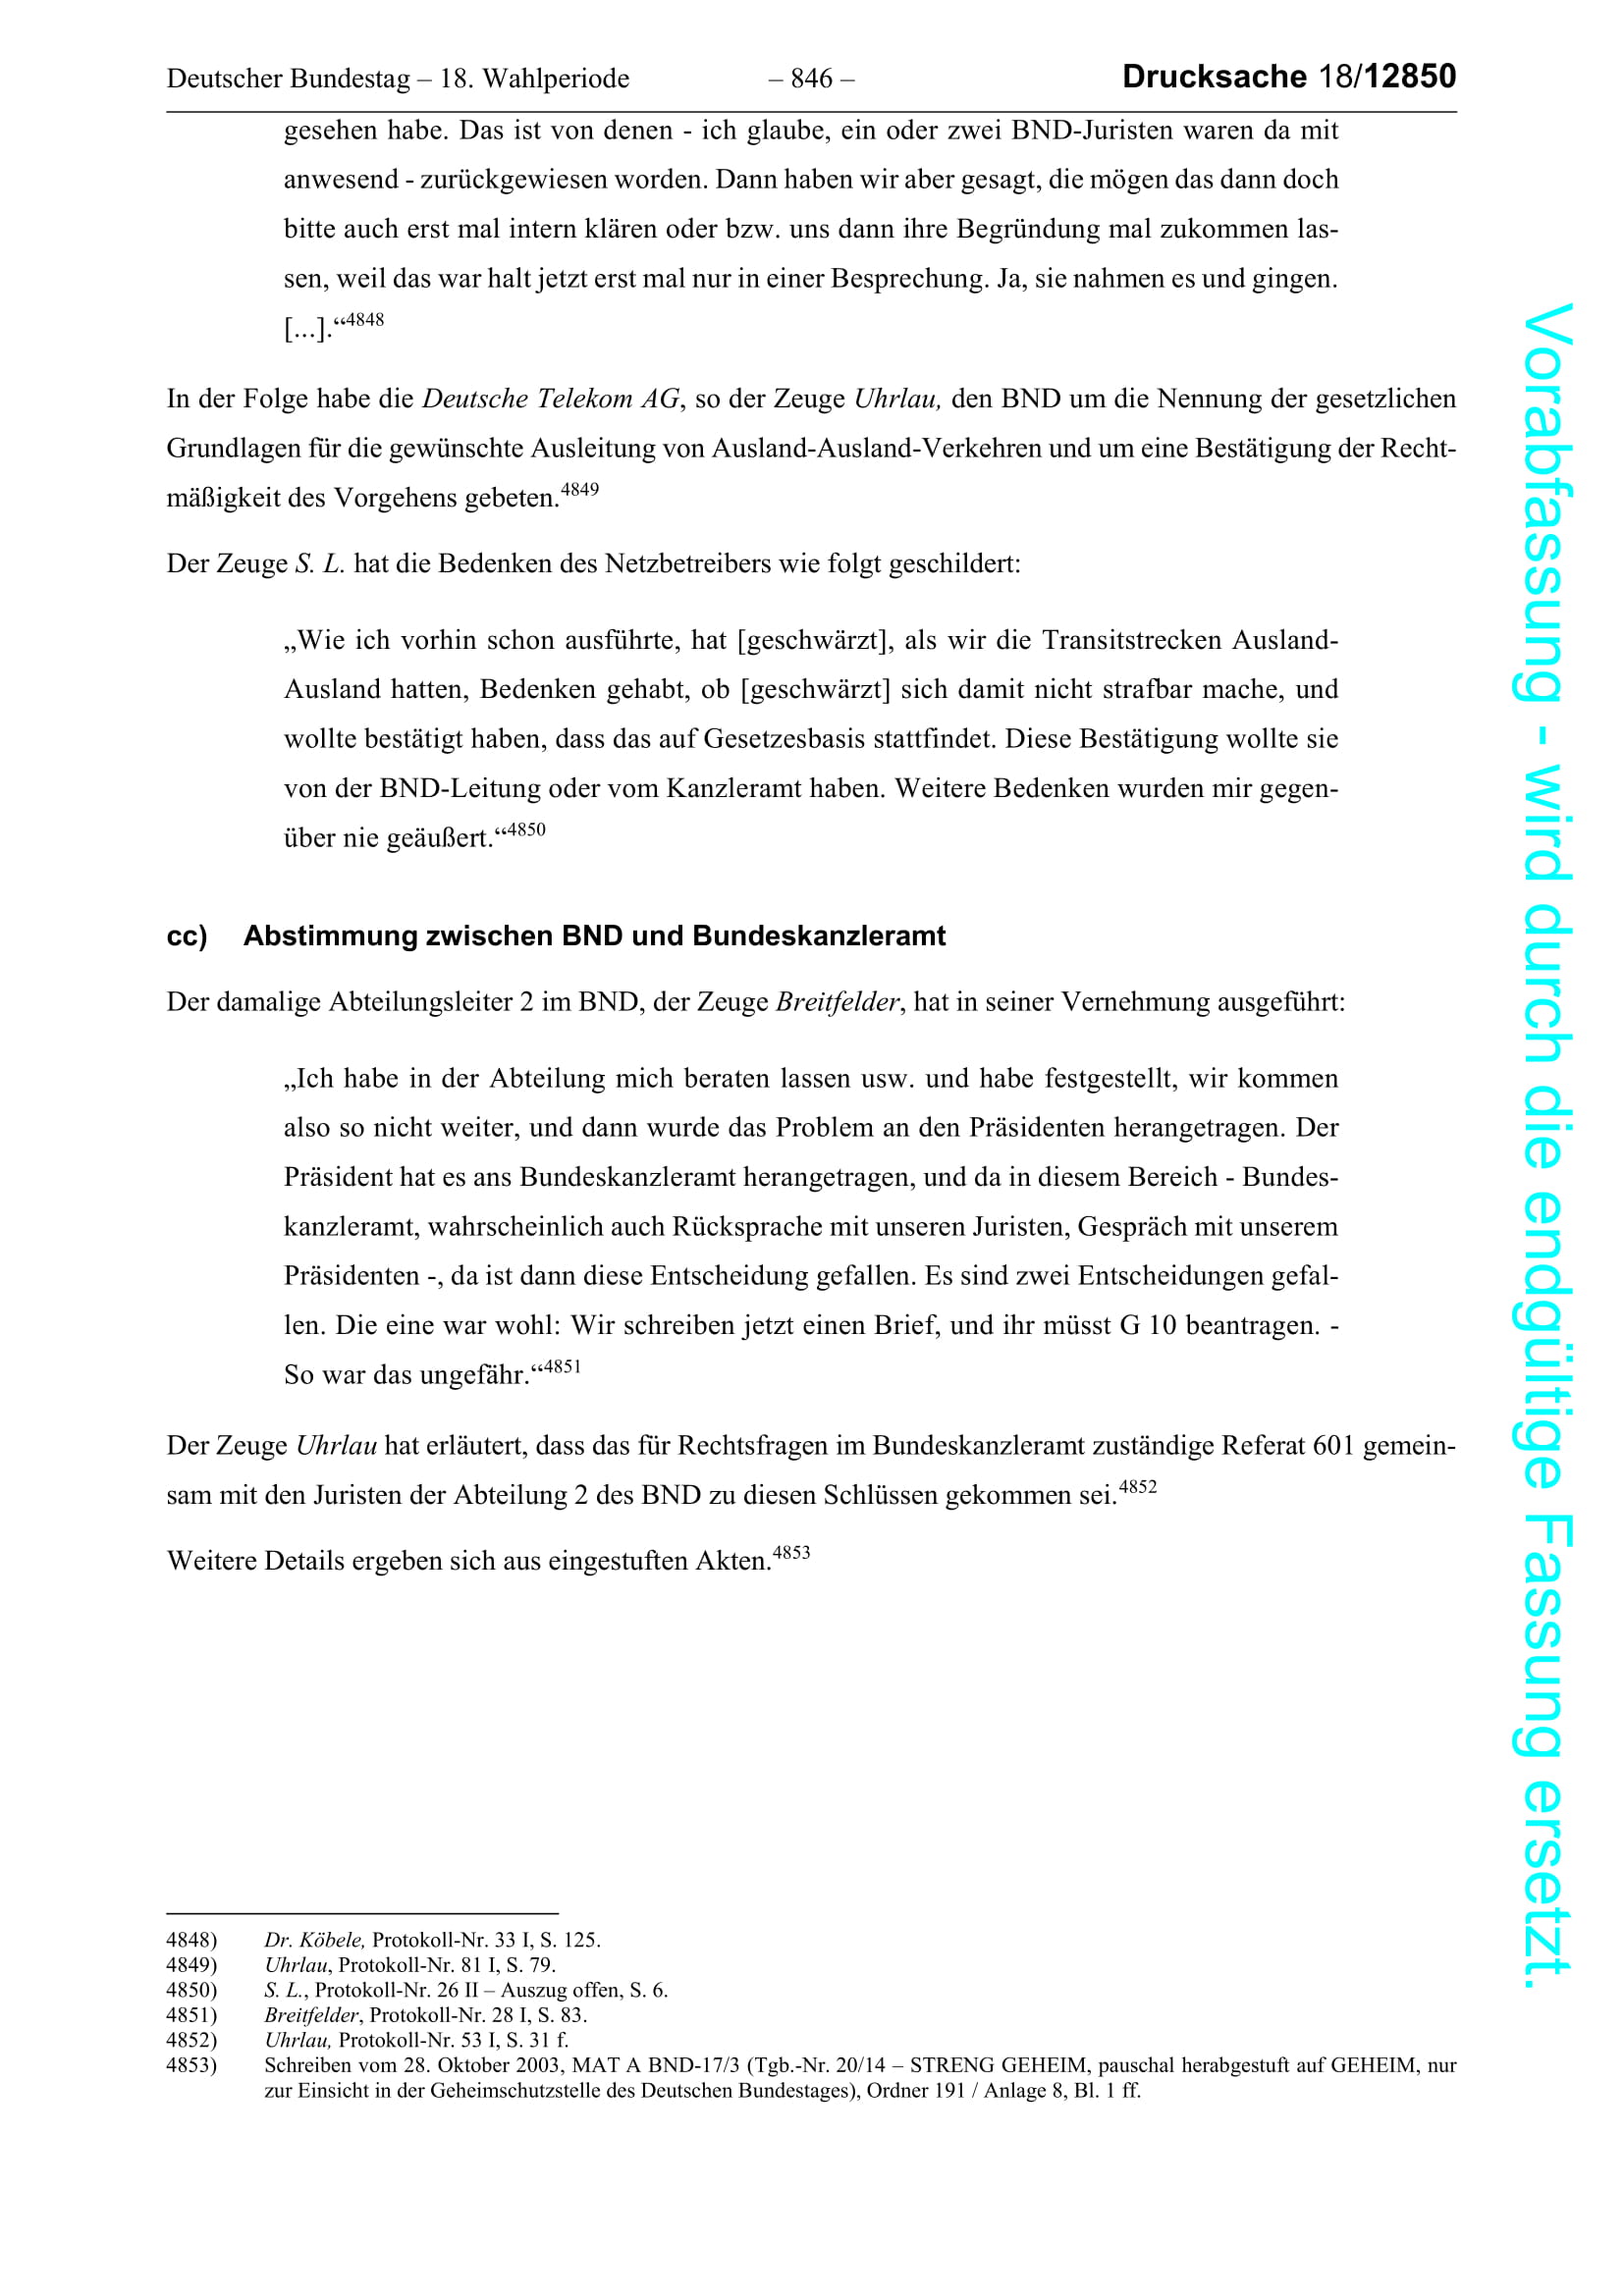 Deutscher Bundestag – 18. Wahlperiode – 846 – Drucksache 18/12850
gesehen habe. Das ist von denen - ich glaube, ein oder zwei BND-Juristen waren da mit
anwesend - zurückgewiesen worden. Dann haben wir aber gesagt, die mögen das dann doch
bitte auch erst mal intern klären oder bzw. uns dann ihre Begründung mal zukommen las-
sen, weil das war halt jetzt erst mal nur in einer Besprechung. Ja, sie nahmen es und gingen.
[...].“4848
In der Folge habe die Deutsche Telekom AG, so der Zeuge Uhrlau, den BND um die Nennung der gesetzlichen
Grundlagen für die gewünschte Ausleitung von Ausland-Ausland-Verkehren und um eine Bestätigung der Recht-
mäßigkeit des Vorgehens gebeten.4849
Der Zeuge S. L. hat die Bedenken des Netzbetreibers wie folgt geschildert:
„Wie ich vorhin schon ausführte, hat [geschwärzt], als wir die Transitstrecken Ausland-
Ausland hatten, Bedenken gehabt, ob [geschwärzt] sich damit nicht strafbar mache, und
wollte bestätigt haben, dass das auf Gesetzesbasis stattfindet. Diese Bestätigung wollte sie
von der BND-Leitung oder vom Kanzleramt haben. Weitere Bedenken wurden mir gegen-
über nie geäußert.“4850
cc) Abstimmung zwischen BND und Bundeskanzleramt
Der damalige Abteilungsleiter 2 im BND, der Zeuge Breitfelder, hat in seiner Vernehmung ausgeführt:
„Ich habe in der Abteilung mich beraten lassen usw. und habe festgestellt, wir kommen
also so nicht weiter, und dann wurde das Problem an den Präsidenten herangetragen. Der
Präsident hat es ans Bundeskanzleramt herangetragen, und da in diesem Bereich - Bundes-
kanzleramt, wahrscheinlich auch Rücksprache mit unseren Juristen, Gespräch mit unserem
Präsidenten -, da ist dann diese Entscheidung gefallen. Es sind zwei Entscheidungen gefal-
len. Die eine war wohl: Wir schreiben jetzt einen Brief, und ihr müsst G 10 beantragen. -
So war das ungefähr.“4851
Der Zeuge Uhrlau hat erläutert, dass das für Rechtsfragen im Bundeskanzleramt zuständige Referat 601 gemein-
sam mit den Juristen der Abteilung 2 des BND zu diesen Schlüssen gekommen sei.4852
Weitere Details ergeben sich aus eingestuften Akten.4853
4848) Dr. Köbele, Protokoll-Nr. 33 I, S. 125.
4849) Uhrlau, Protokoll-Nr. 81 I, S. 79.
4850) S. L., Protokoll-Nr. 26 II – Auszug offen, S. 6.
4851) Breitfelder, Protokoll-Nr. 28 I, S. 83.
4852) Uhrlau, Protokoll-Nr. 53 I, S. 31 f.
4853) Schreiben vom 28. Oktober 2003, MAT A BND-17/3 (Tgb.-Nr. 20/14 – STRENG GEHEIM, pauschal herabgestuft auf GEHEIM, nur
zur Einsicht in der Geheimschutzstelle des Deutschen Bundestages), Ordner 191 / Anlage 8, Bl. 1 ff.
Vorabfassung - wird durch die endgültige Fassung ersetzt.